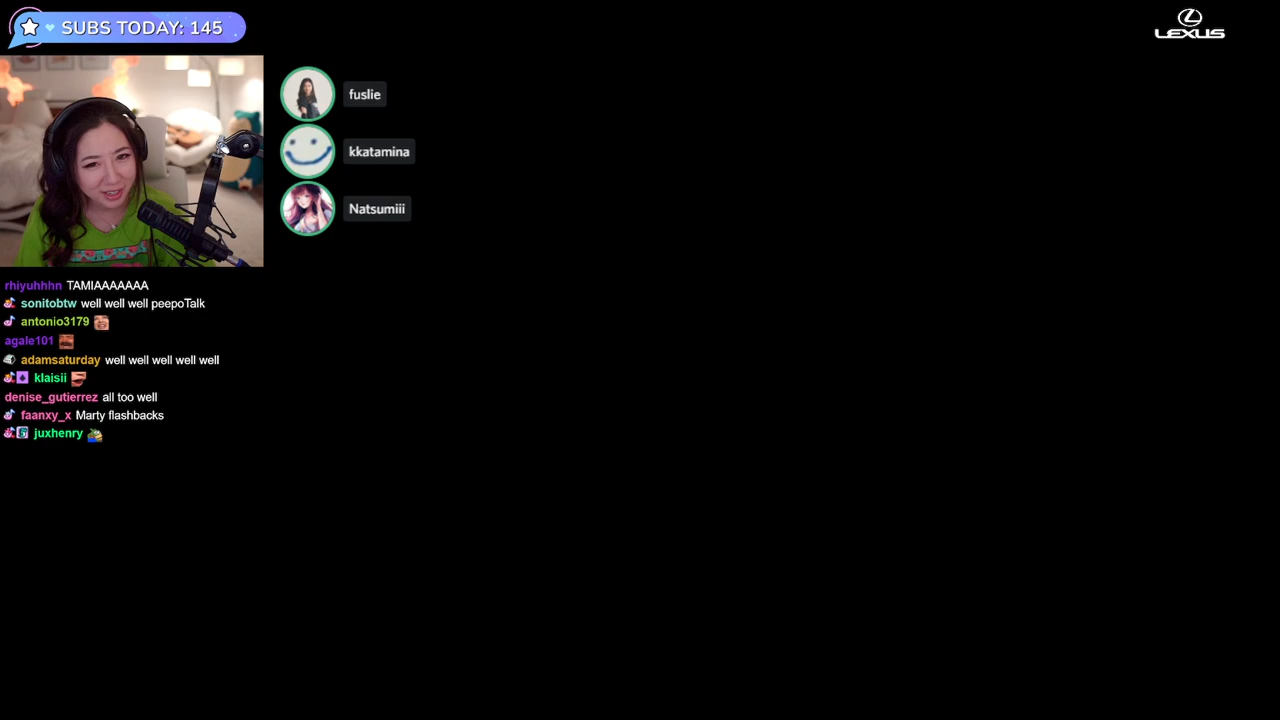 SUBS TODAY: 145
LEXUS
fuslie
kkatamina
Natsumiii
rhiyuhhhn TAMIAAAAAAA
sonitobtw well well well peepoTalk
antonio3179
agale101
adamsaturday well well well well well
klaisii
denise_gutierrez all too well
faanxy_x Marty flashbacks
juxhenry